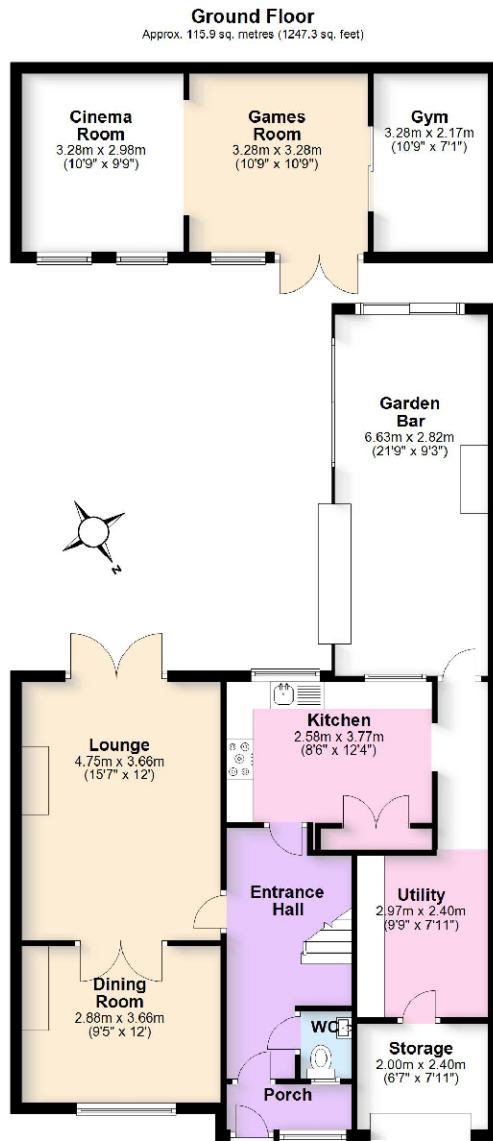 Ground Floor
Approx. 115.9 sq. metres (1247.3 sq. feet)
Cinema
Room
3.28m x 2.98m
(10'9" x 9'9")
Games
Room
3.28m x 3.28m
(10'9" x 10'9")
Gym
3.28m x 2.17m
(10'9" x 7'1")
Garden
Bar
6.63m x 2.82m
(21'9" x 9'3")
N
Lounge
4.75m x 3.66m
(15'7" x 12')
Kitchen
2.58m x 3.77m
(8'6" x 12'4")
Entrance
Hall
Utility
2.97m x 2.40m
(9'9" x 7'11")
Dining
Room
2.88m x 3.66m
(9'5" x 12')
WC
Storage
2.00m x 2.40m
(6'7" x 7'11")
Porch